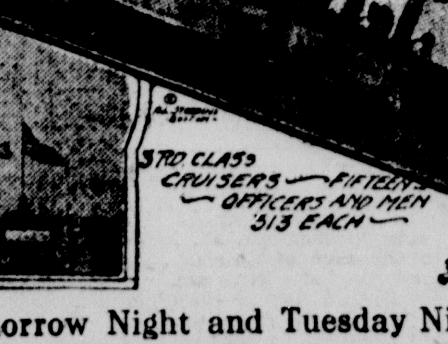 3RD CLASS
CRUISERS — FIFTEEN
OFFICERS AND MEN
313 EACH
orrow Night and Tuesday Ni